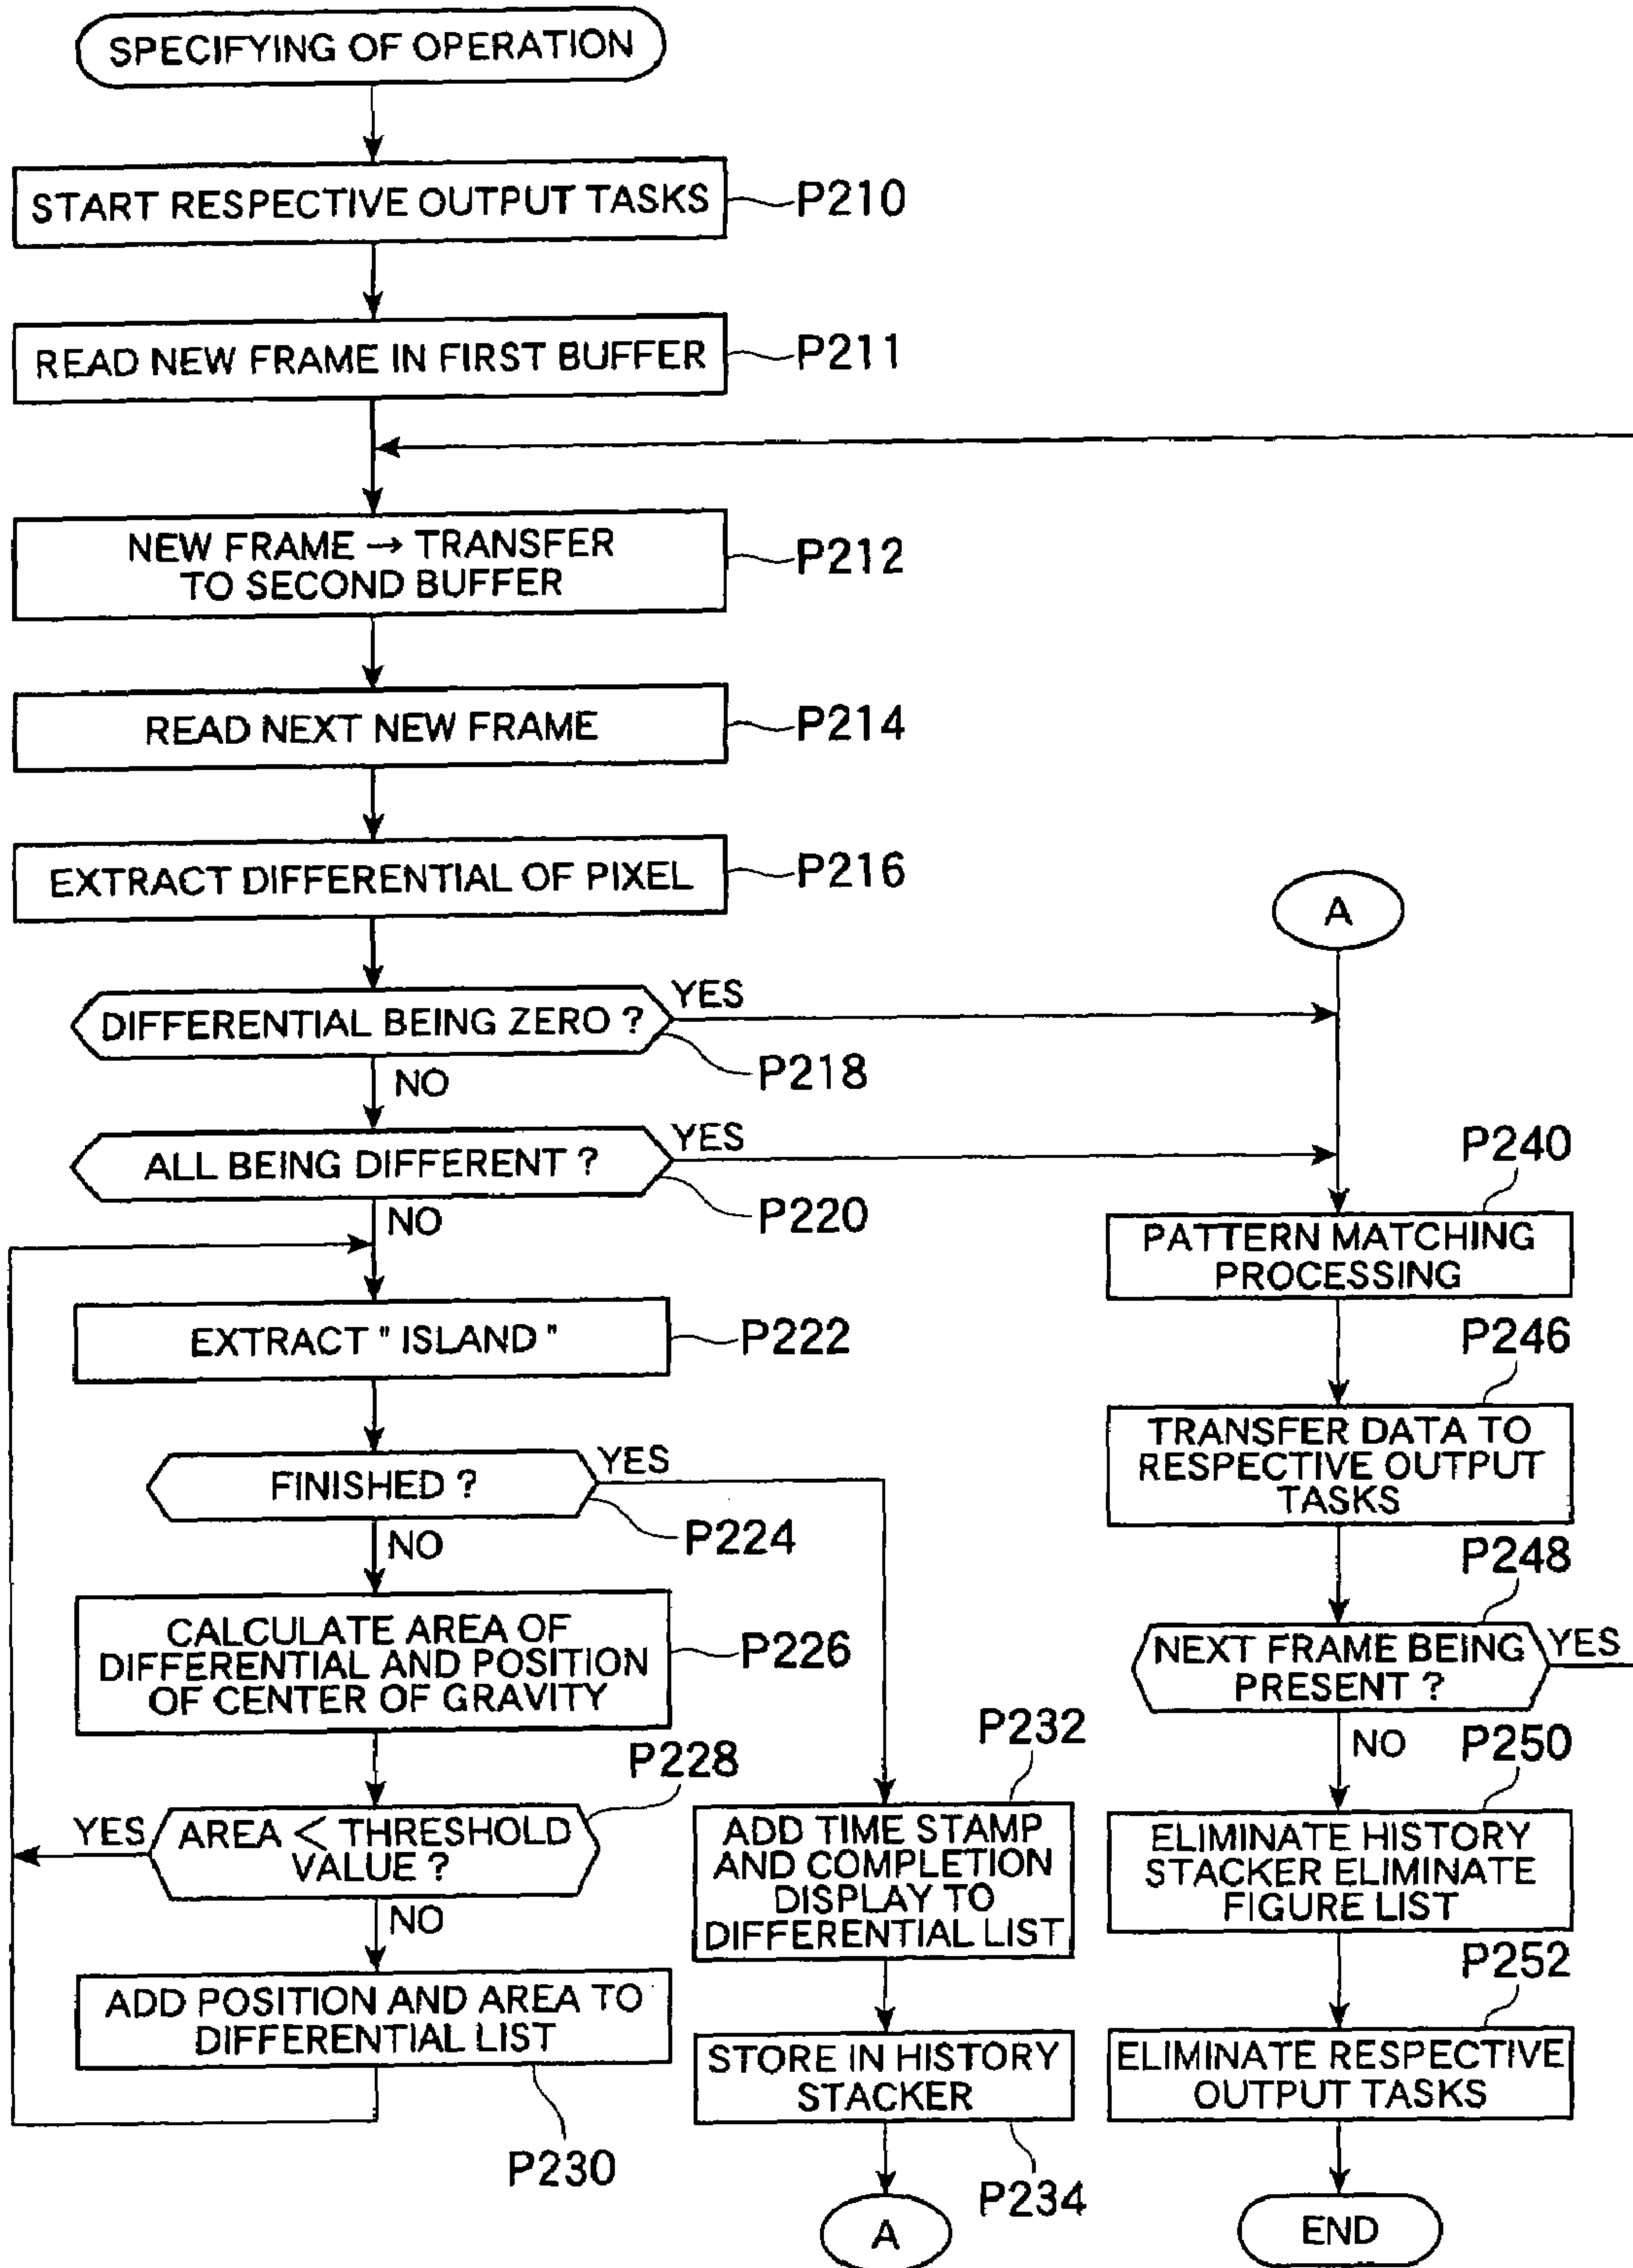 SPECIFYING OF OPERATION
START RESPECTIVE OUTPUT TASKS
P210
READ NEW FRAME IN FIRST BUFFER
P211
NEW FRAME → TRANSFER
TO SECOND BUFFER
P212
READ NEXT NEW FRAME
P214
EXTRACT DIFFERENTIAL OF PIXEL
P216
DIFFERENTIAL BEING ZERO ?
YES
P218
NO
ALL BEING DIFFERENT ?
YES
P220
NO
EXTRACT " ISLAND "
P222
FINISHED ?
YES
P224
NO
CALCULATE AREA OF
DIFFERENTIAL AND POSITION
OF CENTER OF GRAVITY
P226
P228
YES
AREA < THRESHOLD
VALUE ?
NO
ADD POSITION AND AREA TO
DIFFERENTIAL LIST
P230
P232
ADD TIME STAMP
AND COMPLETION
DISPLAY TO
DIFFERENTIAL LIST
STORE IN HISTORY
STACKER
P234
A
A
P240
PATTERN MATCHING
PROCESSING
P246
TRANSFER DATA TO
RESPECTIVE OUTPUT
TASKS
P248
NEXT FRAME BEING
PRESENT ?
YES
NO
P250
ELIMINATE HISTORY
STACKER ELIMINATE
FIGURE LIST
P252
ELIMINATE RESPECTIVE
OUTPUT TASKS
END